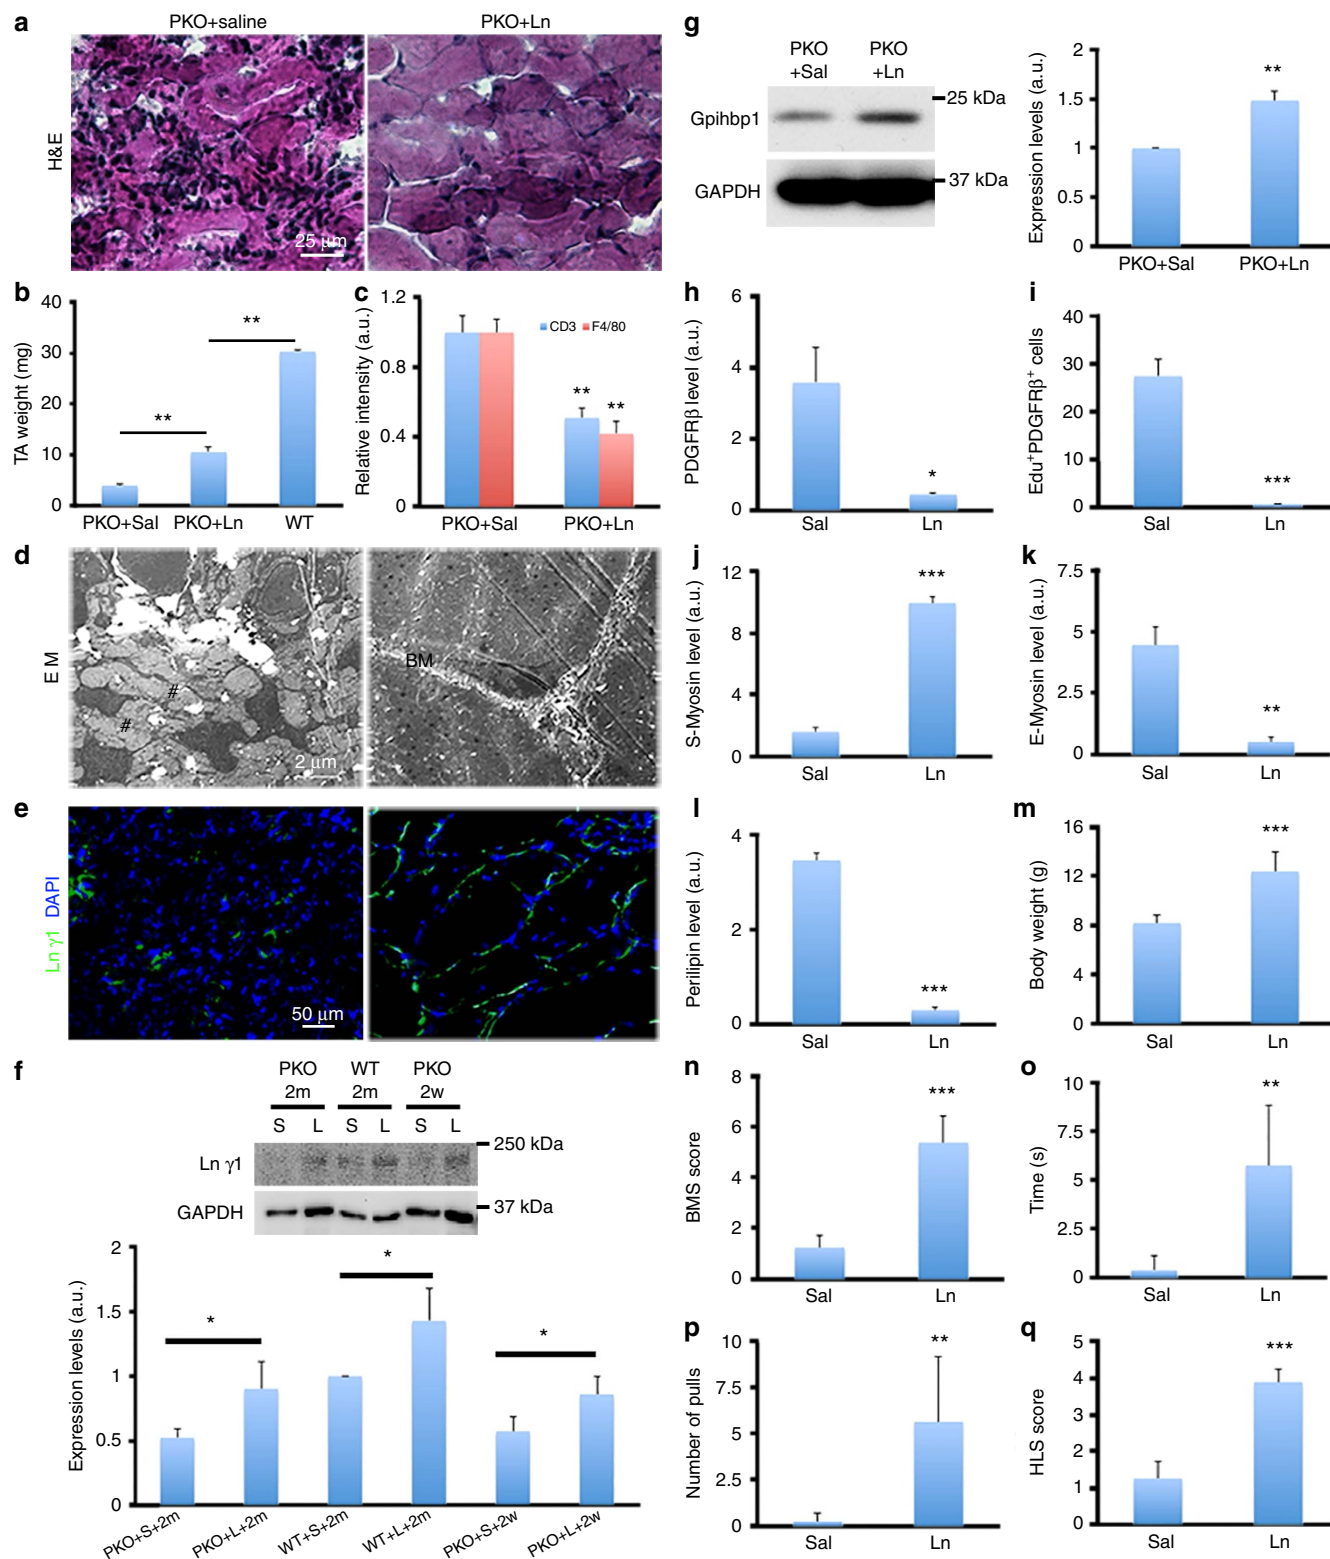 a
PKO+saline
PKO+Ln
H&E
25 μm
b
TA weight (mg)
40
30
20
10
0
**
**
PKO+Sal
PKO+Ln
WT
c
Relative intensity (a.u.)
1.2
0.8
0.4
0
CD3
F4/80
**
**
PKO+Sal
PKO+Ln
d
EM
#
#
2 μm
BM
e
Ln γ1 DAPI
50 μm
f
PKO
2m
WT
2m
PKO
2w
S L S L S L
Ln γ1
250 kDa
GAPDH
37 kDa
Expression levels (a.u.)
2
1.5
1
0.5
0
*
*
*
PKO+S+2m
PKO+L+2m
WT+S+2m
WT+L+2m
PKO+S+2w
PKO+L+2w
g
PKO
+Sal
PKO
+Ln
Gpihbp1
25 kDa
GAPDH
37 kDa
Expression levels (a.u.)
2
1.5
1
0.5
0
**
PKO+Sal
PKO+Ln
h
PDGFRβ level (a.u.)
6
4
2
0
*
Sal
Ln
i
Edu⁺PDGFRβ⁺ cells
40
30
20
10
0
***
Sal
Ln
j
S-Myosin level (a.u.)
12
8
4
0
***
Sal
Ln
k
E-Myosin level (a.u.)
7.5
5
2.5
0
**
Sal
Ln
l
Perilipin level (a.u.)
4
2
0
***
Sal
Ln
m
Body weight (g)
16
12
8
4
0
***
Sal
Ln
n
BMS score
8
6
4
2
0
***
Sal
Ln
o
Time (s)
10
7.5
5
2.5
0
**
Sal
Ln
p
Number of pulls
10
7.5
5
2.5
0
**
Sal
Ln
q
HLS score
5
4
3
2
1
0
***
Sal
Ln